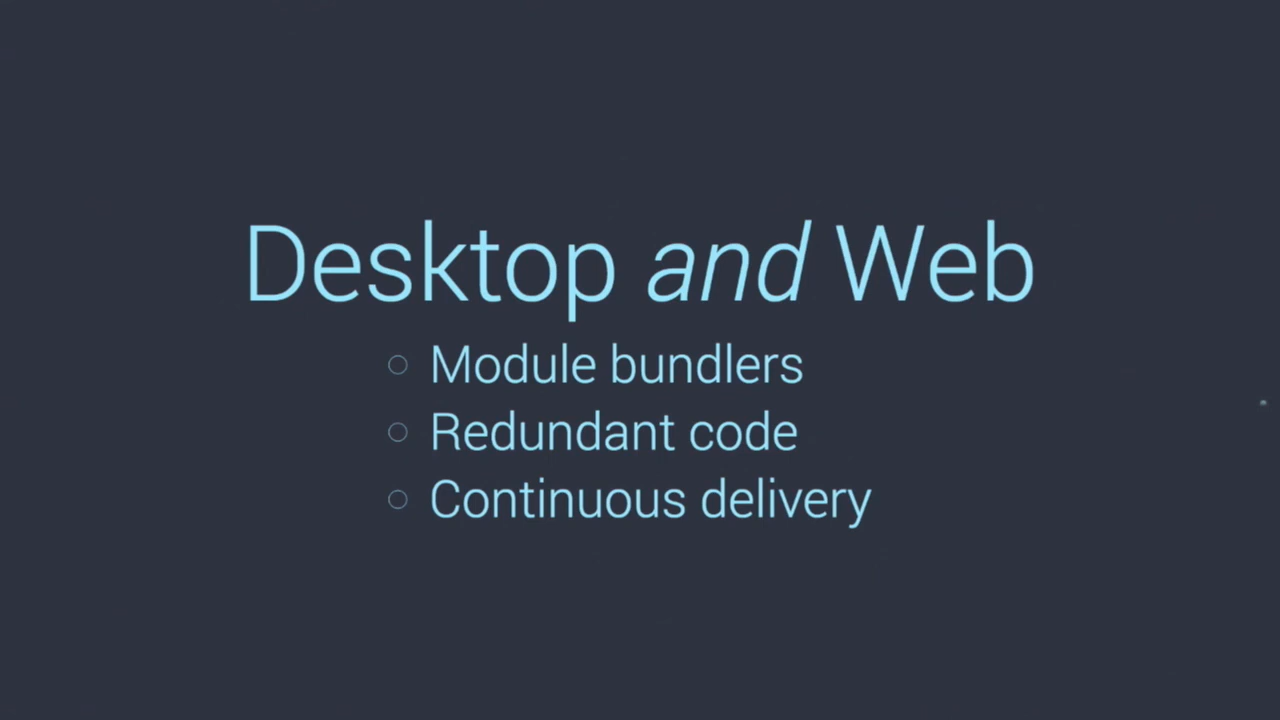 Desktop and Web
Module bundlers
Redundant code
Continuous delivery